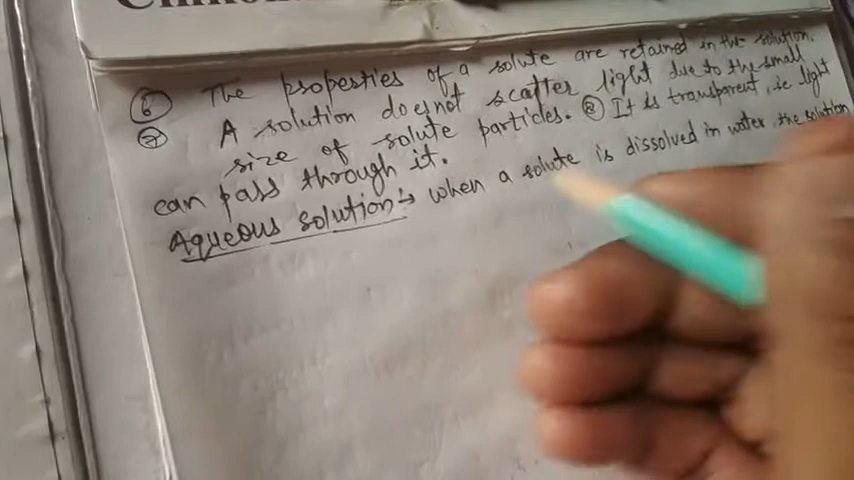 ⑥ The properties of a solute are retained in the solution.
⑦ A solution does not scatter light due to the small
size of solute particles. ⑧ It is transparent, ie light
can pass through it.
Aqueous solution:→ when a solute is dissolved in water, the solution